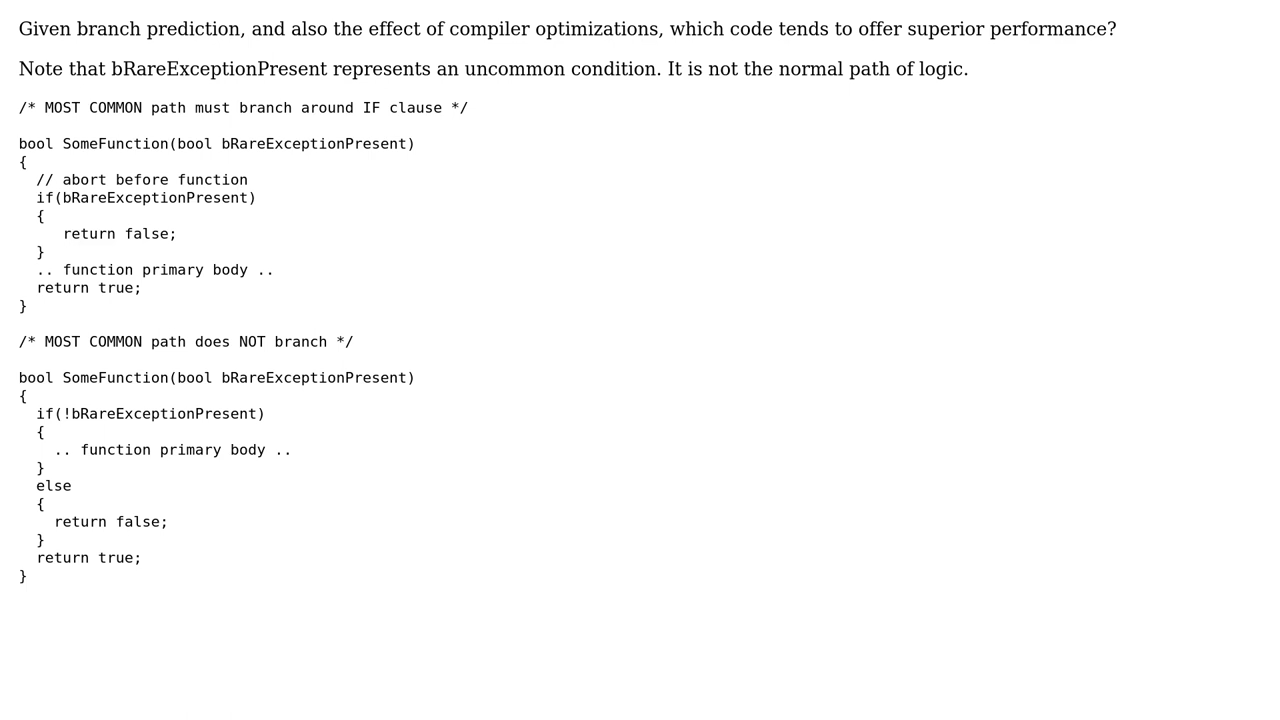 Given branch prediction, and also the effect of compiler optimizations, which code tends to offer superior performance?
Note that bRareExceptionPresent represents an uncommon condition. It is not the normal path of logic.
/* MOST COMMON path must branch around IF clause */
bool SomeFunction(bool bRareExceptionPresent)
{
  // abort before function
  if(bRareExceptionPresent)
  {
     return false;
  }
  .. function primary body ..
  return true;
}
/* MOST COMMON path does NOT branch */
bool SomeFunction(bool bRareExceptionPresent)
{
  if(!bRareExceptionPresent)
  {
    .. function primary body ..
  }
  else
  {
    return false;
  }
  return true;
}